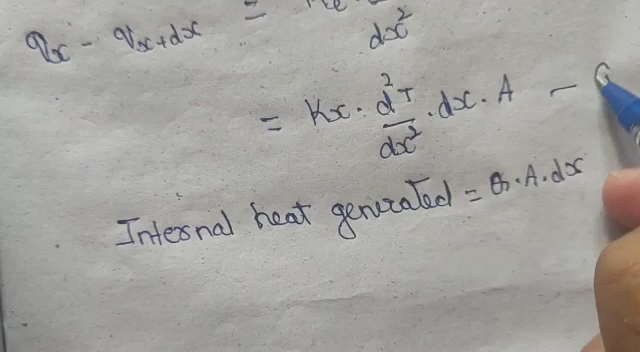 qx - qx+dx =
dx²
= Kx · d²T/dx² · dx · A —
Internal heat generated = · A · dx